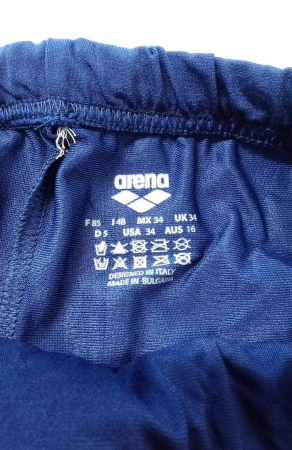 arena
F 85 I 48 MX 34 UK 34
D 5 USA 34 AUS 16
DESIGNED IN ITALY
MADE IN BULGARIA